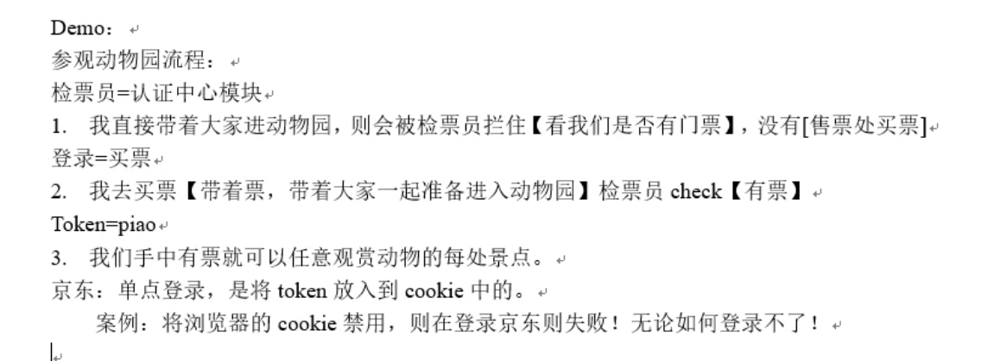 Demo：
参观动物园流程：
检票员=认证中心模块
1. 我直接带着大家进动物园，则会被检票员拦住【看我们是否有门票】，没有[售票处买票]
登录=买票
2. 我去买票【带着票，带着大家一起准备进入动物园】检票员 check【有票】
Token=piao
3. 我们手中有票就可以任意观赏动物的每处景点。
京东：单点登录，是将 token 放入到 cookie 中的。
案例：将浏览器的 cookie 禁用，则在登录京东则失败！无论如何登录不了！